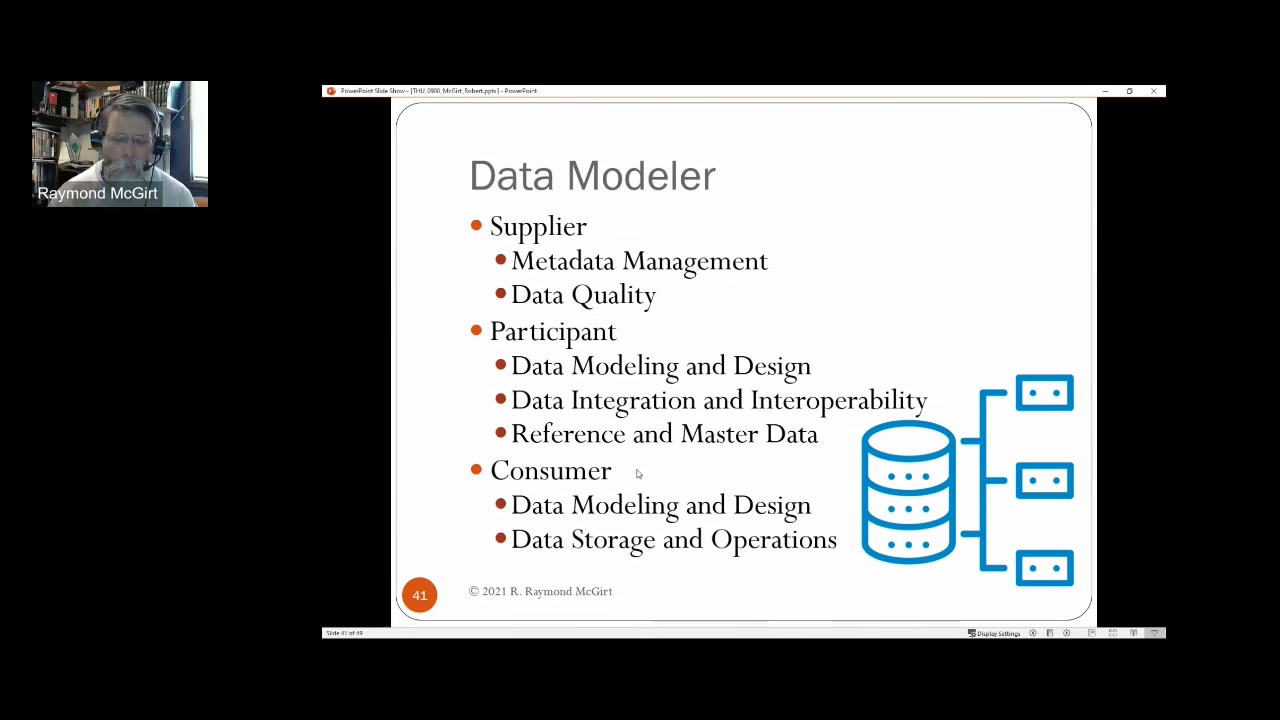 PowerPoint Slide Show - [THU_0900_McGirt_Robert.pptx] - PowerPoint
Raymond McGirt
Data Modeler
Supplier
Metadata Management
Data Quality
Participant
Data Modeling and Design
Data Integration and Interoperability
Reference and Master Data
Consumer
Data Modeling and Design
Data Storage and Operations
41
© 2021 R. Raymond McGirt
Slide 41 of 49
Display Settings